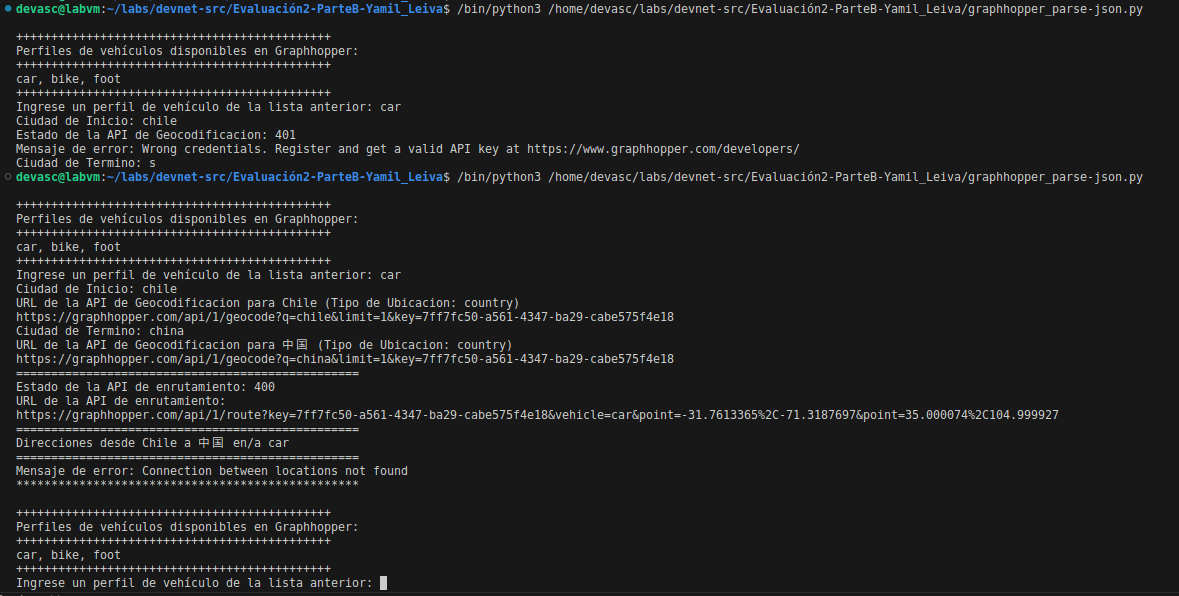 devasc@labvm:~/labs/devnet-src/Evaluación2-ParteB-Yamil_Leiva$ /bin/python3 /home/devasc/labs/devnet-src/Evaluación2-ParteB-Yamil_Leiva/graphhopper_parse-json.py
+++++++++++++++++++++++++++++++++++++++++++++
Perfiles de vehículos disponibles en Graphhopper:
+++++++++++++++++++++++++++++++++++++++++++++
car, bike, foot
+++++++++++++++++++++++++++++++++++++++++++++
Ingrese un perfil de vehículo de la lista anterior: car
Ciudad de Inicio: chile
Estado de la API de Geocodificacion: 401
Mensaje de error: Wrong credentials. Register and get a valid API key at https://www.graphhopper.com/developers/
Ciudad de Termino: s
devasc@labvm:~/labs/devnet-src/Evaluación2-ParteB-Yamil_Leiva$ /bin/python3 /home/devasc/labs/devnet-src/Evaluación2-ParteB-Yamil_Leiva/graphhopper_parse-json.py
+++++++++++++++++++++++++++++++++++++++++++++
Perfiles de vehículos disponibles en Graphhopper:
+++++++++++++++++++++++++++++++++++++++++++++
car, bike, foot
+++++++++++++++++++++++++++++++++++++++++++++
Ingrese un perfil de vehículo de la lista anterior: car
Ciudad de Inicio: chile
URL de la API de Geocodificacion para Chile (Tipo de Ubicacion: country)
https://graphhopper.com/api/1/geocode?q=chile&limit=1&key=7ff7fc50-a561-4347-ba29-cabe575f4e18
Ciudad de Termino: china
URL de la API de Geocodificacion para 中国 (Tipo de Ubicacion: country)
https://graphhopper.com/api/1/geocode?q=china&limit=1&key=7ff7fc50-a561-4347-ba29-cabe575f4e18
=================================================
Estado de la API de enrutamiento: 400
URL de la API de enrutamiento:
https://graphhopper.com/api/1/route?key=7ff7fc50-a561-4347-ba29-cabe575f4e18&vehicle=car&point=-31.7613365%2C-71.3187697&point=35.000074%2C104.999927
=================================================
Direcciones desde Chile a 中国 en/a car
=================================================
Mensaje de error: Connection between locations not found
*************************************************
+++++++++++++++++++++++++++++++++++++++++++++
Perfiles de vehículos disponibles en Graphhopper:
+++++++++++++++++++++++++++++++++++++++++++++
car, bike, foot
+++++++++++++++++++++++++++++++++++++++++++++
Ingrese un perfil de vehículo de la lista anterior: